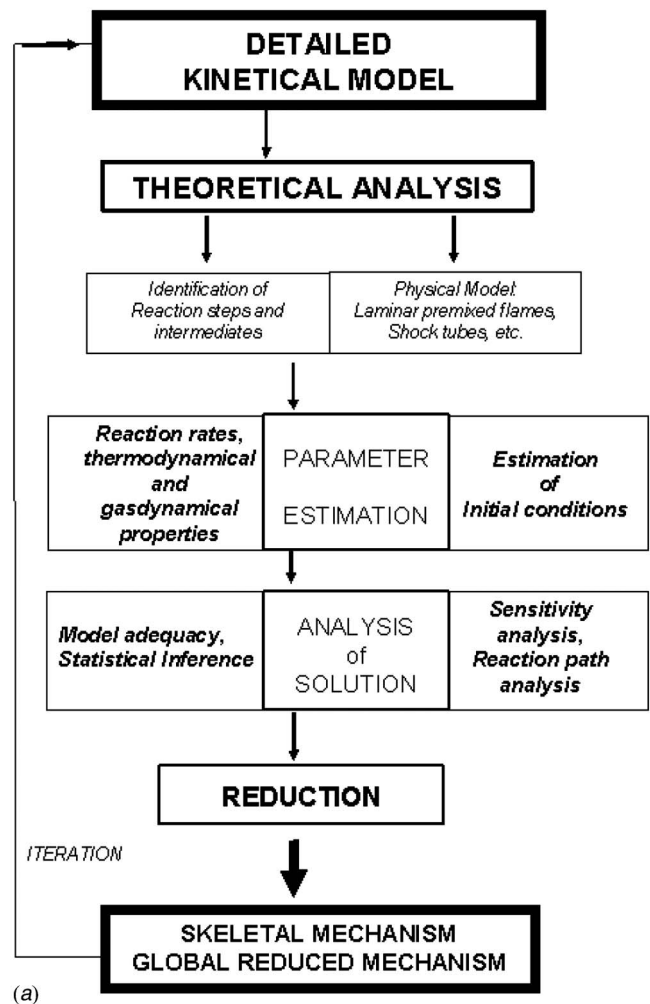 DETAILED
KINETICAL MODEL
THEORETICAL ANALYSIS
Identification of
Reaction steps and
intermediates
Physical Model:
Laminar premixed flames,
Shock tubes, etc.
Reaction rates,
thermodynamical
and
gasdynamical
properties
PARAMETER
ESTIMATION
Estimation
of
Initial conditions
Model adequacy,
Statistical Inference
ANALYSIS
of
SOLUTION
Sensitivity
analysis,
Reaction path
analysis
REDUCTION
ITERATION
SKELETAL MECHANISM
GLOBAL REDUCED MECHANISM
(a)